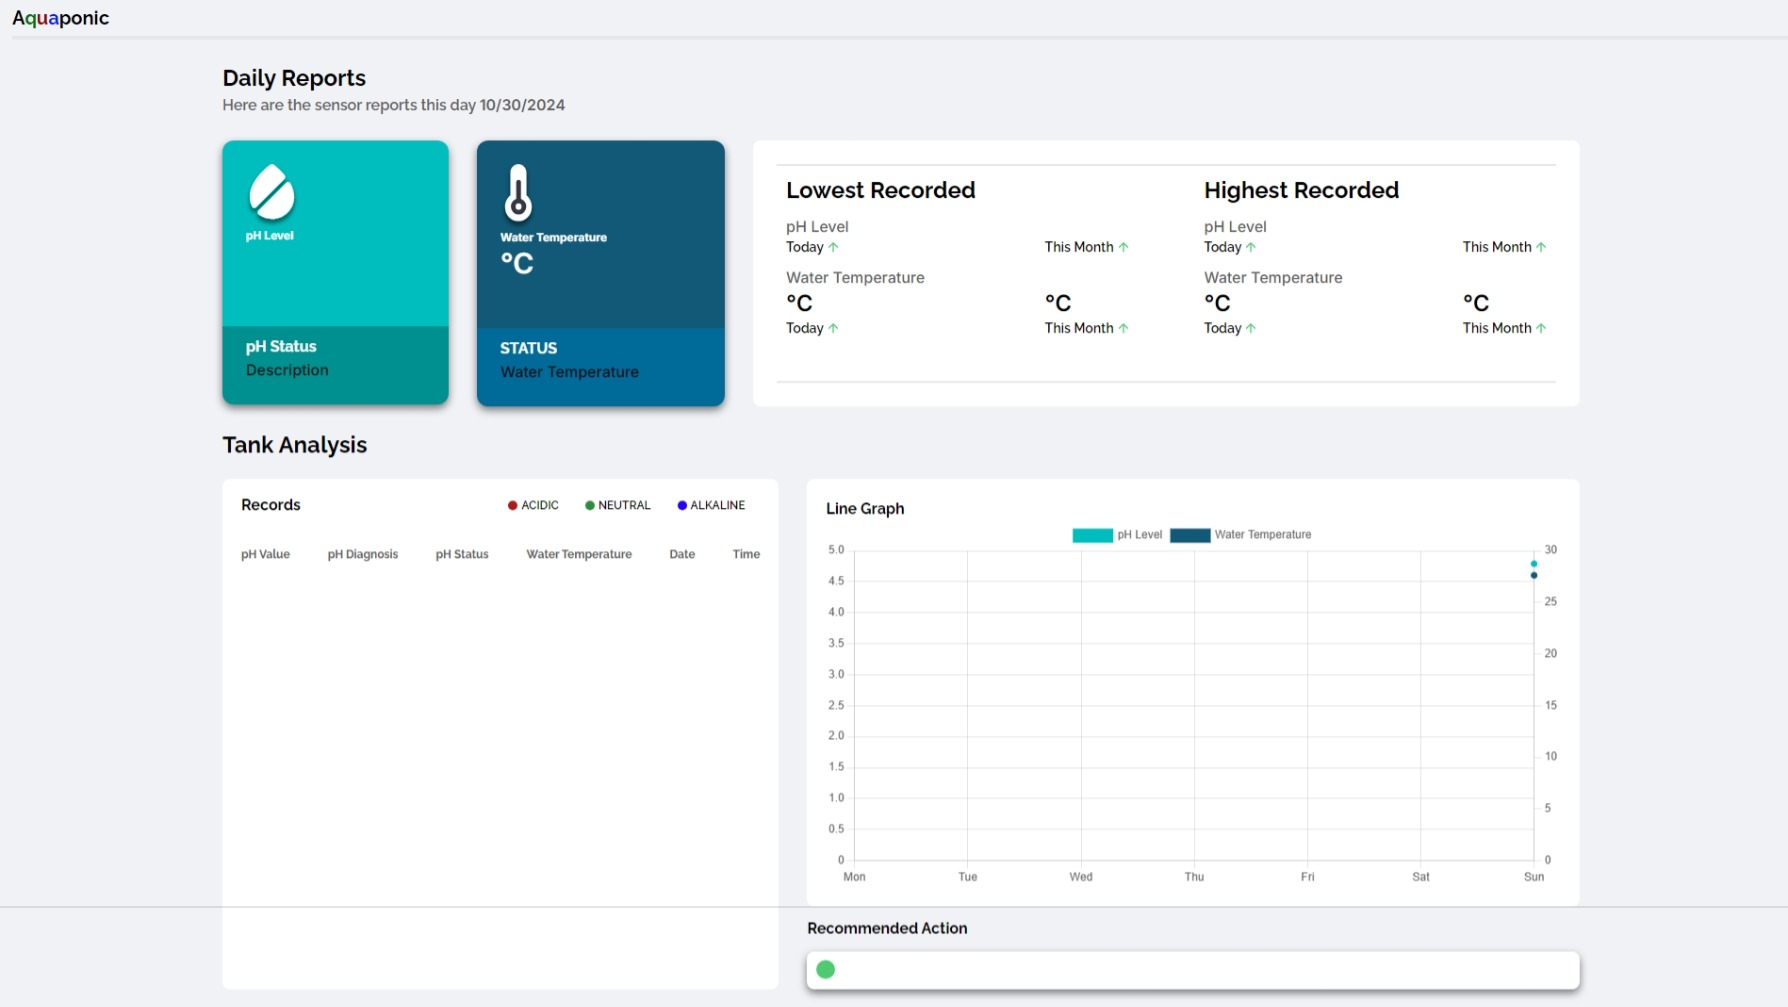 Aquaponic
Daily Reports
Here are the sensor reports this day 10/30/2024
pH Level
pH Status
Description
Water Temperature
°C
STATUS
Water Temperature
Lowest Recorded
pH Level
Today ↑ This Month ↑
Water Temperature
°C °C
Today ↑ This Month ↑
Highest Recorded
pH Level
Today ↑ This Month ↑
Water Temperature
°C °C
Today ↑ This Month ↑
Tank Analysis
Records ACIDIC NEUTRAL ALKALINE
pH Value pH Diagnosis pH Status Water Temperature Date Time
Line Graph
pH Level Water Temperature
5.0 30
4.5
25
4.0
3.5
20
3.0
2.5 15
2.0
10
1.5
1.0
5
0.5
0 0
Mon Tue Wed Thu Fri Sat Sun
Recommended Action